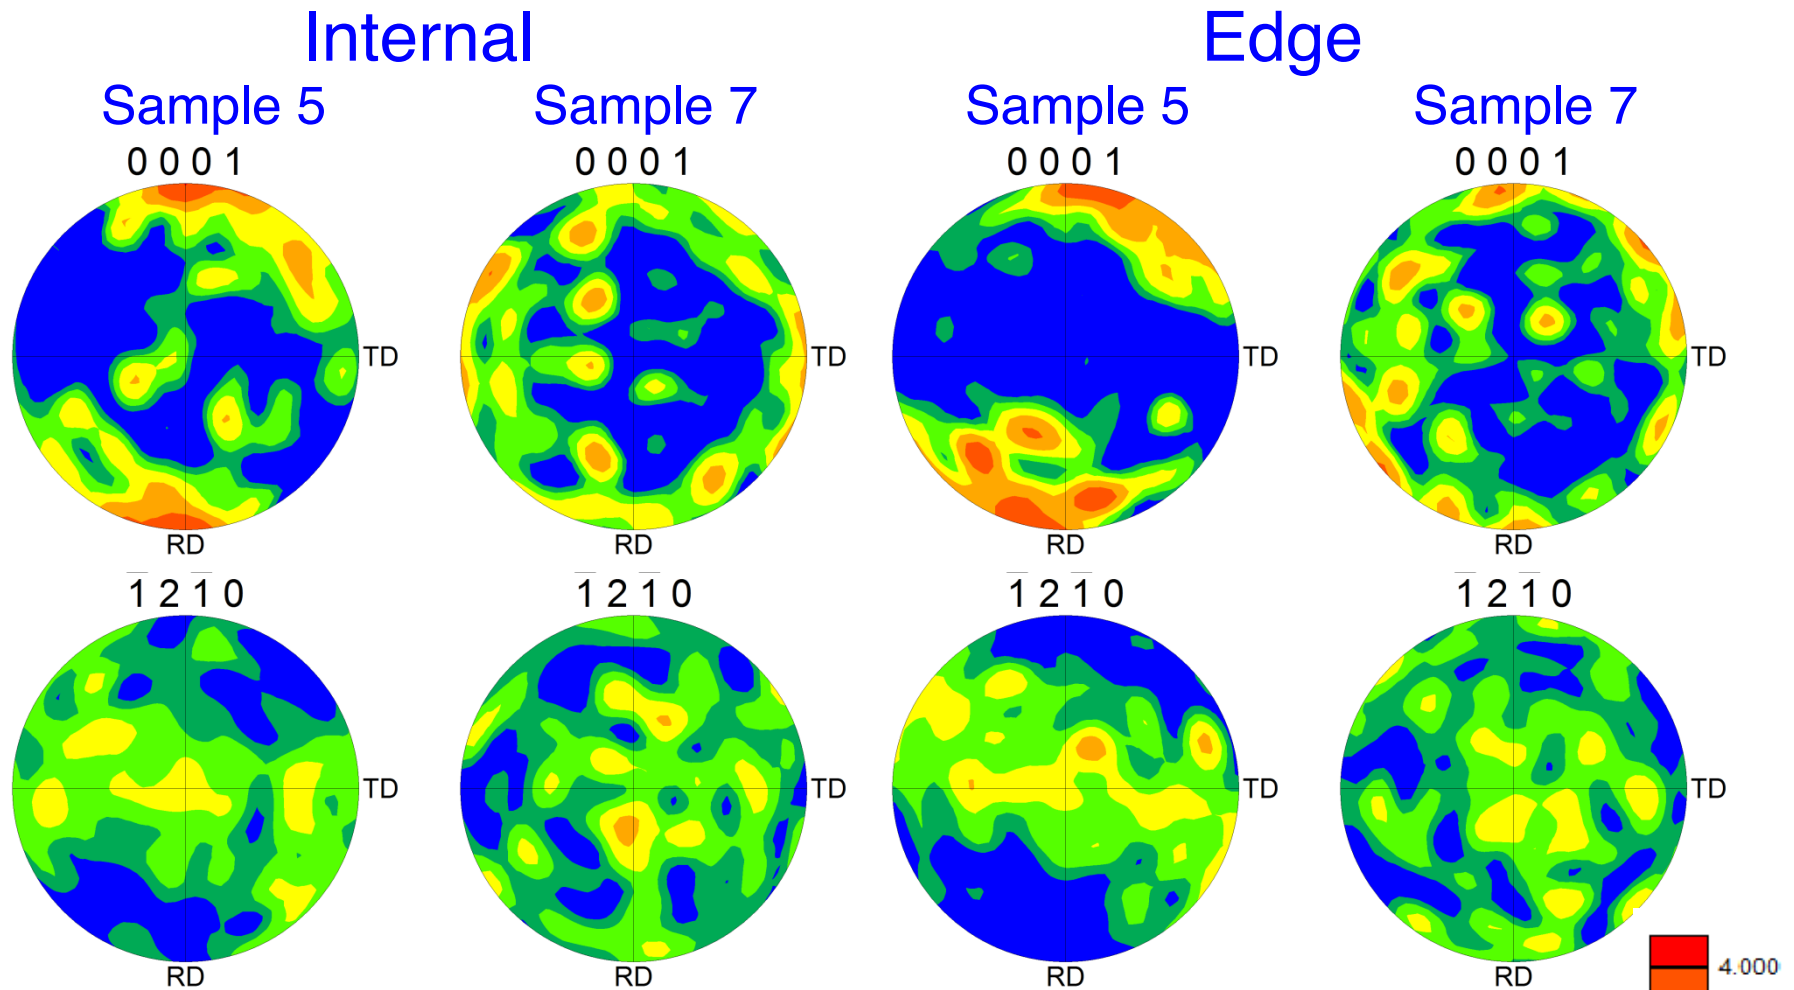 Internal Edge
Sample 5 Sample 7 Sample 5 Sample 7
0 0 0 1 0 0 0 1 0 0 0 1 0 0 0 1
TD TD TD TD
RD RD RD RD
1̅ 2 1̅ 0 1̅ 2 1̅ 0 1̅ 2 1̅ 0 1̅ 2 1̅ 0
TD TD TD TD
4.000
RD RD RD RD